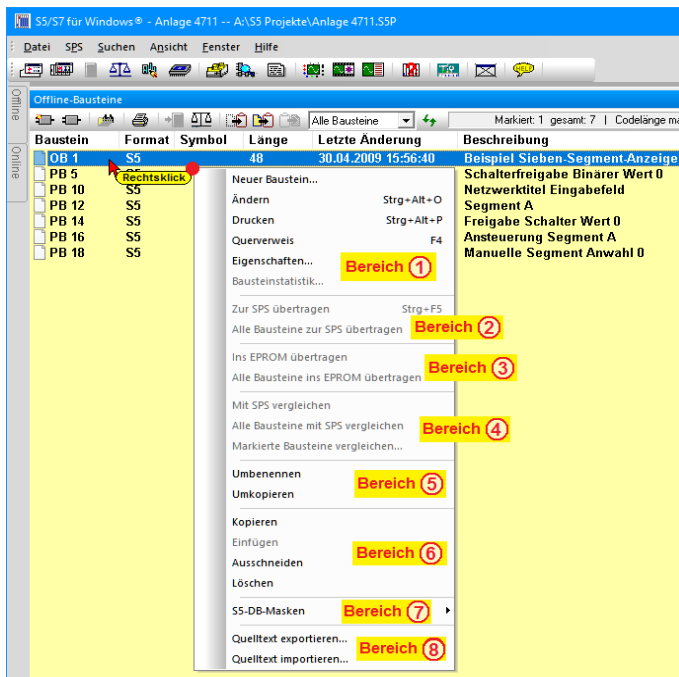 S5/S7 für Windows® - Anlage 4711 -- A:\S5 Projekte\Anlage 4711.S5P
Datei SPS Suchen Ansicht Fenster Hilfe
HELP
Offline
Online
Offline-Bausteine
Alle Bausteine Markiert: 1 gesamt: 7 | Codelänge ma
Baustein Format Symbol Länge Letzte Änderung Beschreibung
OB 1 S5 48 30.04.2009 15:56:40 Beispiel Sieben-Segment-Anzeige
PB 5 Schalterfreigabe Binärer Wert 0
Rechtsklick
PB 10 S5 Netzwerktitel Eingabefeld
PB 12 S5 Segment A
PB 14 S5 Freigabe Schalter Wert 0
PB 16 S5 Ansteuerung Segment A
PB 18 S5 Manuelle Segment Anwahl 0
Neuer Baustein...
Ändern Strg+Alt+O
Drucken Strg+Alt+P
Querverweis F4
Eigenschaften...
Bereich 1
Bausteinstatistik...
Zur SPS übertragen Strg+F5
Alle Bausteine zur SPS übertragen Bereich 2
Ins EPROM übertragen
Alle Bausteine ins EPROM übertragen Bereich 3
Mit SPS vergleichen
Alle Bausteine mit SPS vergleichen Bereich 4
Markierte Bausteine vergleichen...
Umbenennen
Umkopieren Bereich 5
Kopieren
Einfügen
Ausschneiden Bereich 6
Löschen
S5-DB-Masken Bereich 7
Quelltext exportieren...
Quelltext importieren... Bereich 8